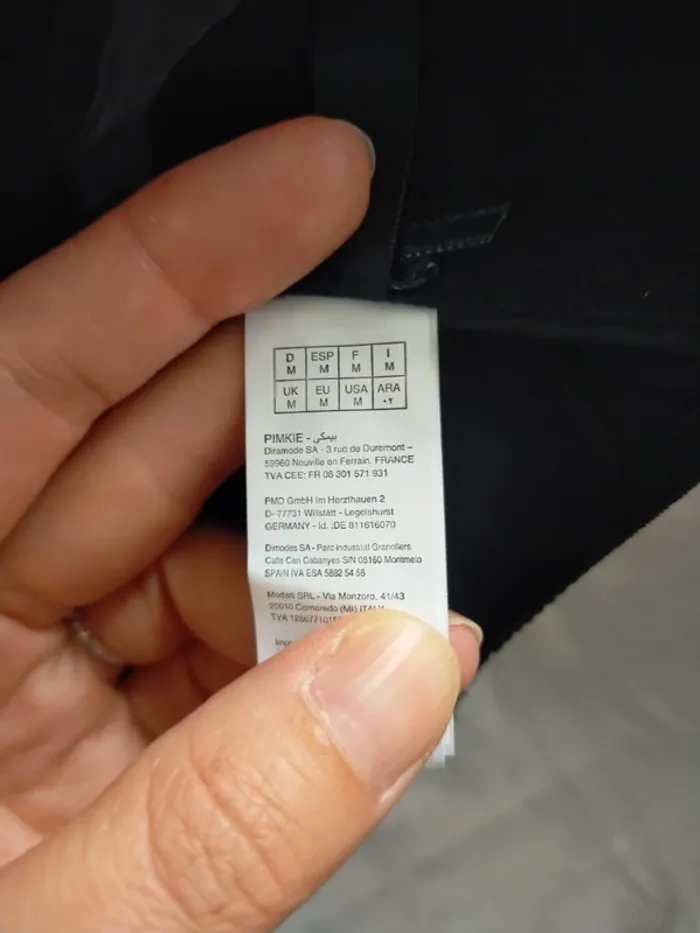 D ESP F I
M M M M
UK EU USA ARA
M M M ٠٢
PIMKIE - بيمكي
Diramode SA - 3 rue de Duremont –
59960 Neuville en Ferrain. FRANCE
TVA CEE: FR 06 301 571 931
PMD GmbH Im Herzthauen 2
D- 77731 Willstätt - Legelshurst
GERMANY - Id. :DE 811616070
Dimodes SA - Parc Industrial Granollers
Calle Can Cabanyes S/N 08160 Montmelo
SPAIN IVA ESA 5882 54 56
Modati SRL - Via Monzoro, 41/43
20010 Cornaredo (MI) ITALY
TVA